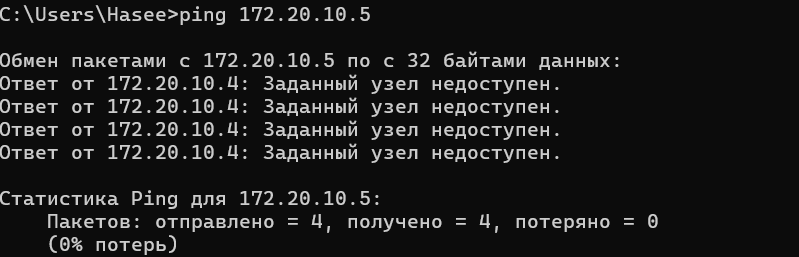 C:\Users\Hasee>ping 172.20.10.5
Обмен пакетами с 172.20.10.5 по с 32 байтами данных:
Ответ от 172.20.10.4: Заданный узел недоступен.
Ответ от 172.20.10.4: Заданный узел недоступен.
Ответ от 172.20.10.4: Заданный узел недоступен.
Ответ от 172.20.10.4: Заданный узел недоступен.
Статистика Ping для 172.20.10.5:
Пакетов: отправлено = 4, получено = 4, потеряно = 0
(0% потерь)